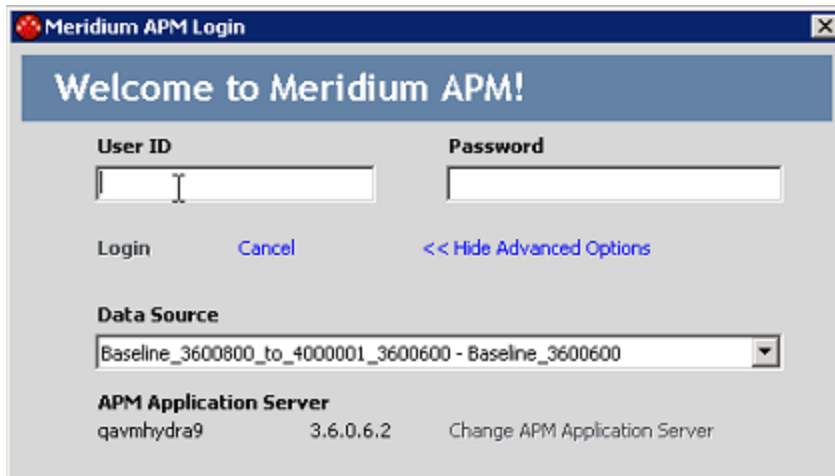 Meridium APM Login
Welcome to Meridium APM!
User ID Password
Login Cancel << Hide Advanced Options
Data Source
Baseline_3600800_to_4000001_3600600 - Baseline_3600600
APM Application Server
qavmhydra9 3.6.0.6.2 Change APM Application Server